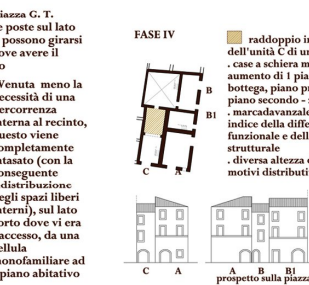 iazza G. T.
e poste sul lato
possono girarsi
ove avere il
o
Venuta meno la
ecessità di una
ercorrenza
terna al recinto,
uesto viene
ompletamente
ntasato (con la
onseguente
distribuzione
egli spazi liberi
terni), sul lato
orto dove vi era
accesso, da una
ellula
monofamiliare ad
piano abitativo
FASE IV
B
B1
C A
raddoppio in
dell'unità C di un
. case a schiera m
aumento di 1 pia
bottega, piano pr
piano secondo -
. marcadavanzale
indice della diffe
funzionale e dell
strutturale
. diversa altezza d
motivi distributi
C A
A B B1
prospetto sulla piazza